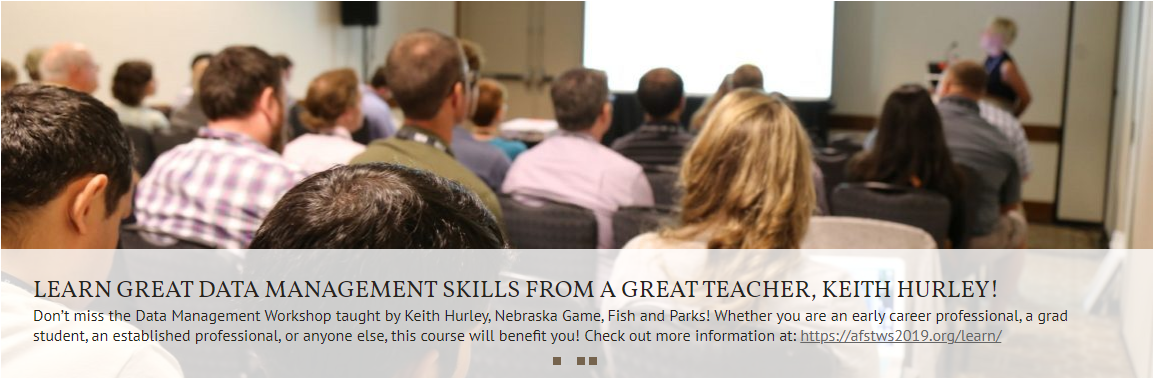 LEARN GREAT DATA MANAGEMENT SKILLS FROM A GREAT TEACHER, KEITH HURLEY!
Don't miss the Data Management Workshop taught by Keith Hurley, Nebraska Game, Fish and Parks! Whether you are an early career professional, a grad
student, an established professional, or anyone else, this course will benefit you! Check out more information at: https://afstws2019.org/learn/